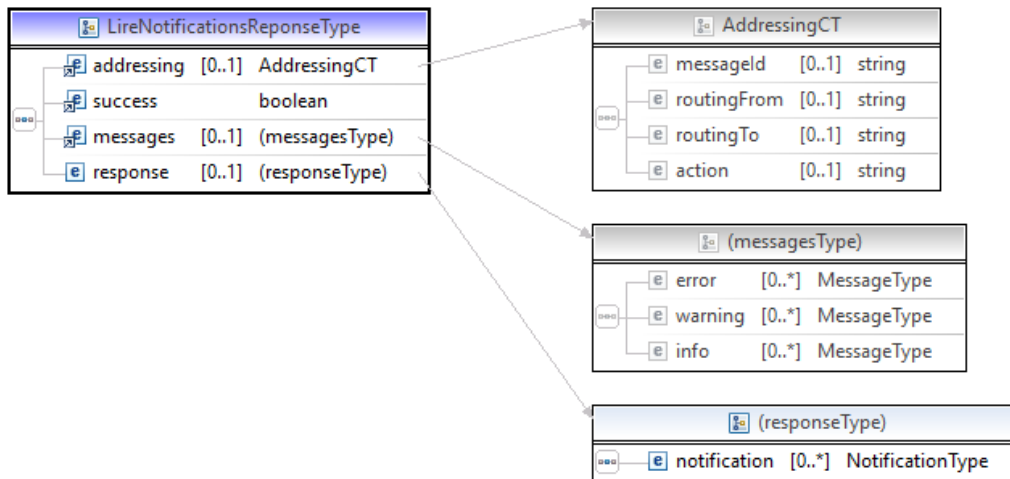 LireNotificationsReponseType
addressing [0..1] AddressingCT
success boolean
messages [0..1] (messagesType)
response [0..1] (responseType)
AddressingCT
messageId [0..1] string
routingFrom [0..1] string
routingTo [0..1] string
action [0..1] string
(messagesType)
error [0..*] MessageType
warning [0..*] MessageType
info [0..*] MessageType
(responseType)
notification [0..*] NotificationType